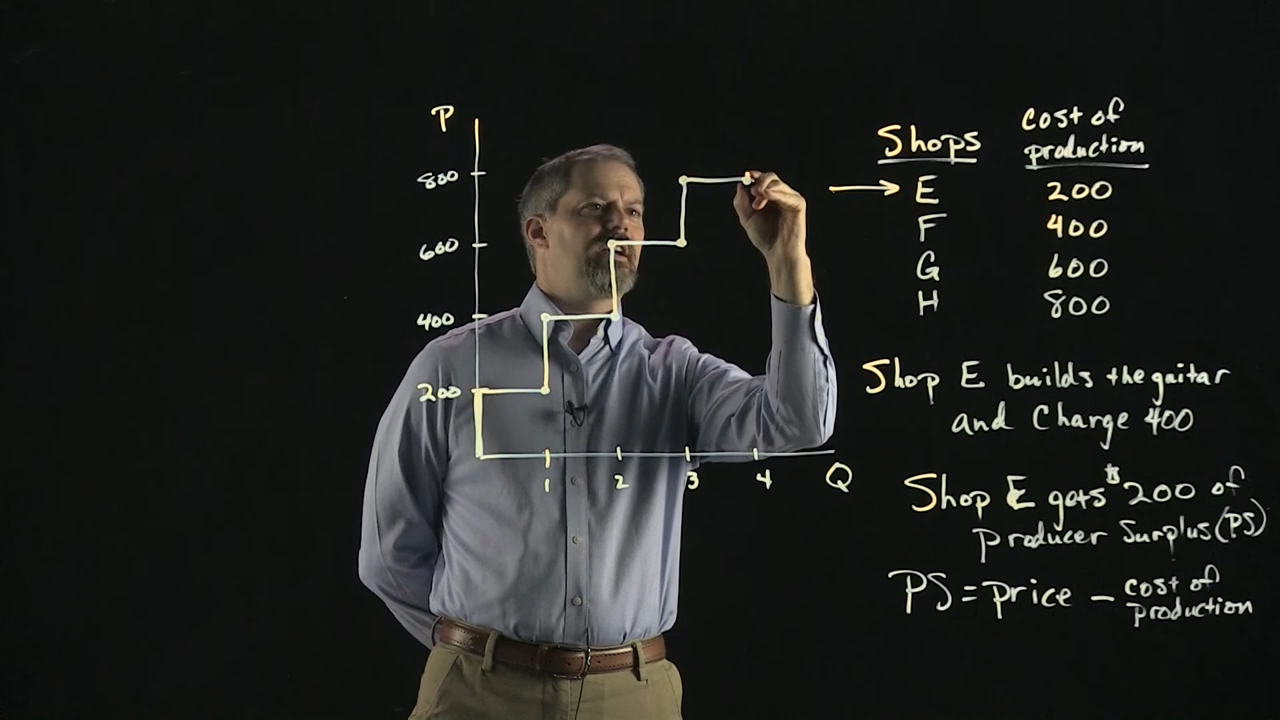 P
800
600
400
200
1 2 3 4 Q
Shops
cost of
production
E 200
F 400
G 600
H 800
Shop E builds the guitar
and Charge 400
Shop E gets $200 of
Producer Surplus (PS)
PS = Price – cost of
production